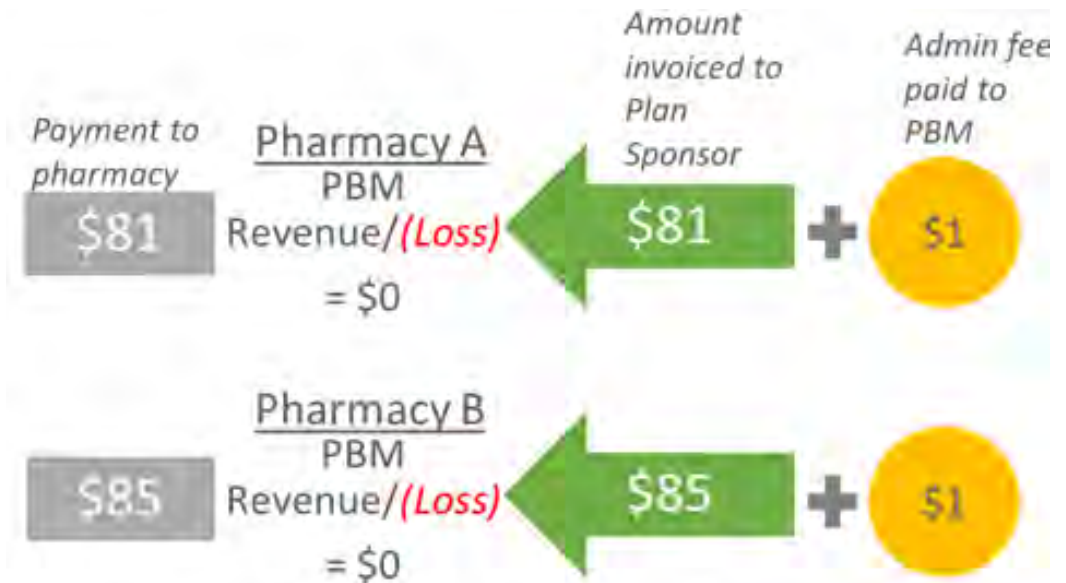 Payment to
pharmacy
$81
Pharmacy A
PBM
Revenue/(Loss)
= $0
Amount
invoiced to
Plan
Sponsor
$81
Admin fee
paid to
PBM
$1
$85
Pharmacy B
PBM
Revenue/(Loss)
= $0
$85
$1